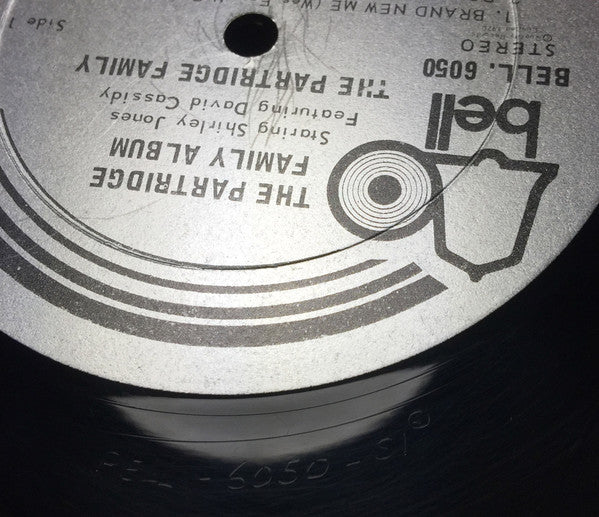 bell
THE PARTRIDGE
FAMILY ALBUM
Staring Shirley Jones
Featuring David Cassidy
THE PARTRIDGE FAMILY
BELL. 6050
STEREO
Side 1
1. BRAND NEW ME (Wes
BELL - 6050 - S1